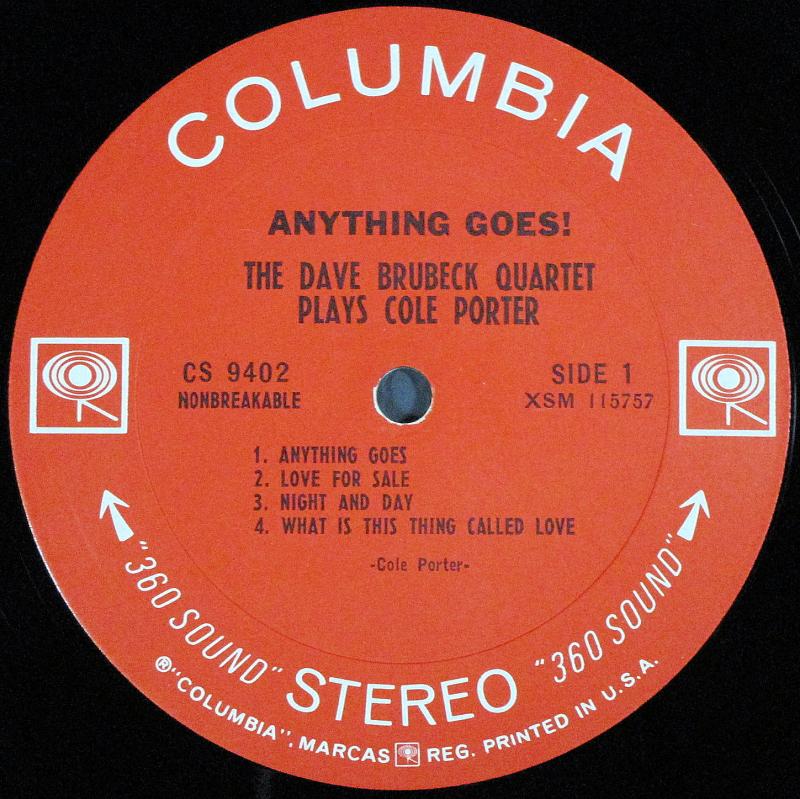 COLUMBIA
ANYTHING GOES!
THE DAVE BRUBECK QUARTET
PLAYS COLE PORTER
CS 9402
NONBREAKABLE
SIDE 1
XSM 115757
1. ANYTHING GOES
2. LOVE FOR SALE
3. NIGHT AND DAY
4. WHAT IS THIS THING CALLED LOVE
-Cole Porter-
"360 SOUND" STEREO "360 SOUND"
®"COLUMBIA". MARCAS REG. PRINTED IN U.S.A.